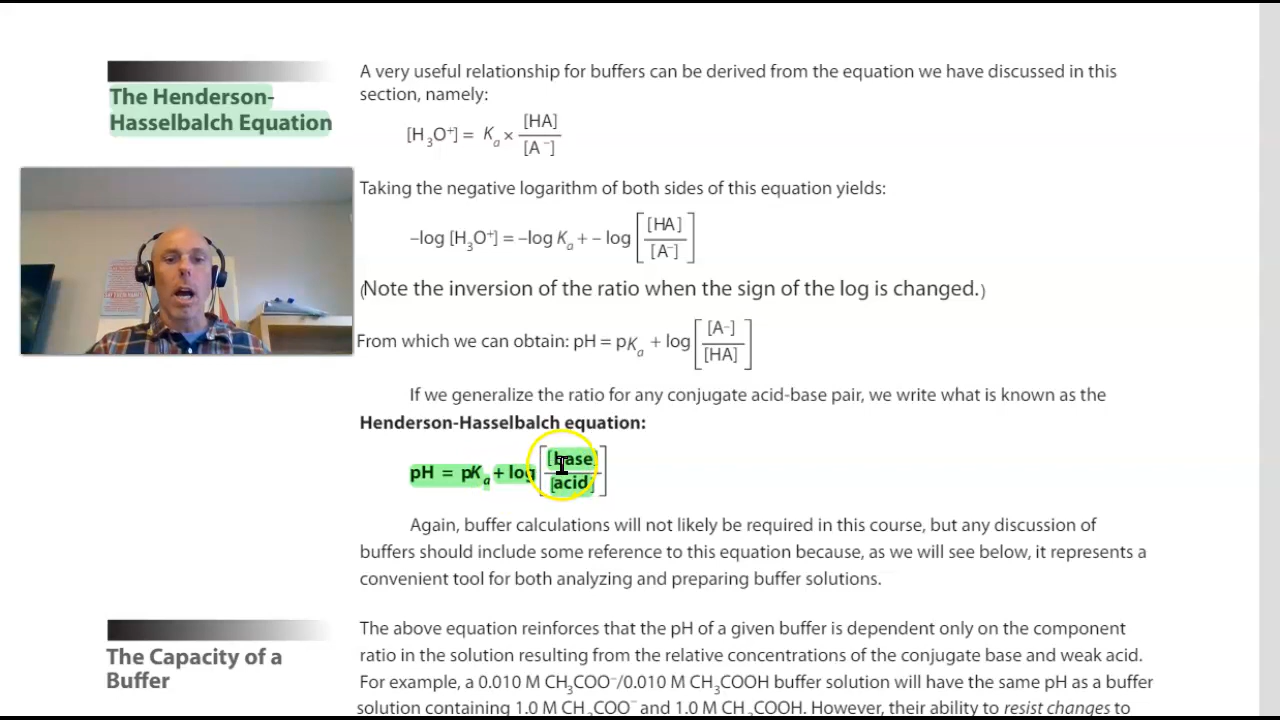 The Henderson-
Hasselbalch Equation
A very useful relationship for buffers can be derived from the equation we have discussed in this
section, namely:
[H₃O⁺] = Kₐ × [HA]/[A⁻]
Taking the negative logarithm of both sides of this equation yields:
–log [H₃O⁺] = –log Kₐ + – log [[HA]/[A⁻]]
(Note the inversion of the ratio when the sign of the log is changed.)
From which we can obtain: pH = pKₐ + log [[A⁻]/[HA]]
If we generalize the ratio for any conjugate acid-base pair, we write what is known as the
Henderson-Hasselbalch equation:
pH = pKₐ + log [[base]/[acid]]
Again, buffer calculations will not likely be required in this course, but any discussion of
buffers should include some reference to this equation because, as we will see below, it represents a
convenient tool for both analyzing and preparing buffer solutions.
The Capacity of a
Buffer
The above equation reinforces that the pH of a given buffer is dependent only on the component
ratio in the solution resulting from the relative concentrations of the conjugate base and weak acid.
For example, a 0.010 M CH₃COO⁻/0.010 M CH₃COOH buffer solution will have the same pH as a buffer
solution containing 1.0 M CH₃COO⁻ and 1.0 M CH₃COOH. However, their ability to resist changes to